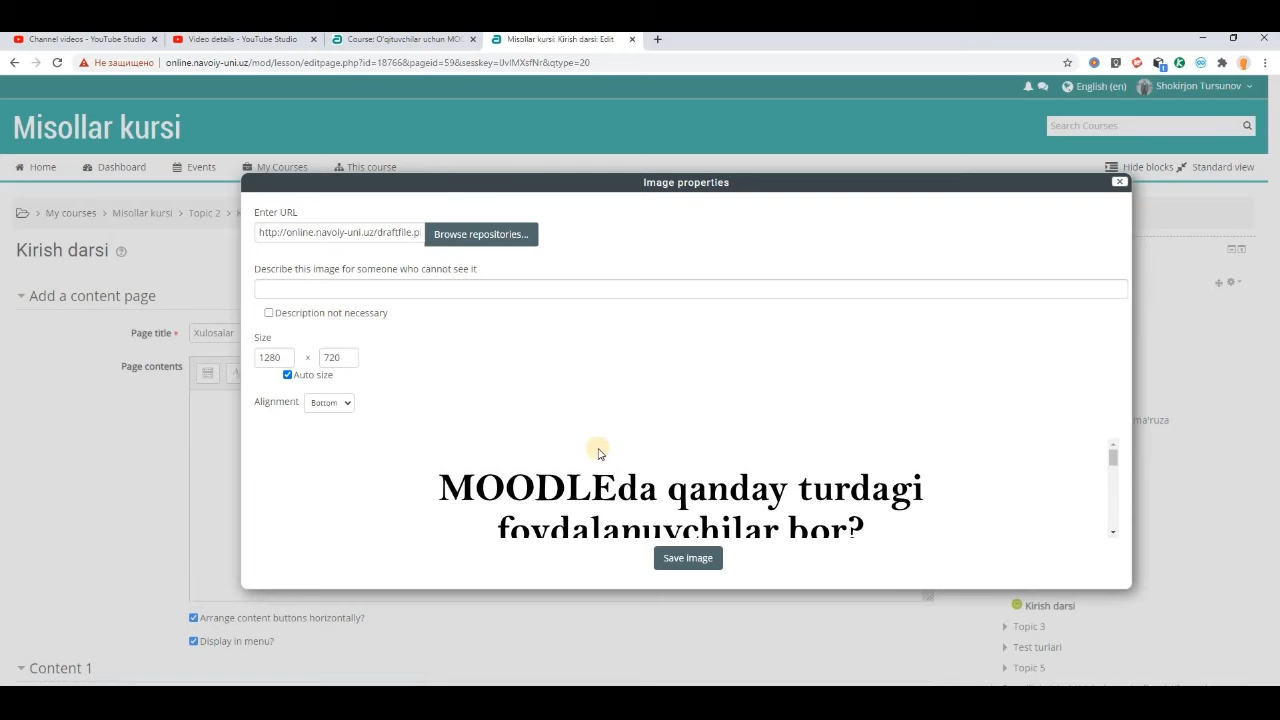 Channel videos - YouTube Studio
Video details - YouTube Studio
Course: O'qituvchilar uchun MO
Misollar kursi: Kirish darsi: Edit
Не защищено
online.navoiy-uni.uz/mod/lesson/editpage.php?id=18766&pageid=59&sesskey=iJvlMXsfNr&qtype=20
English (en)
Shokirjon Tursunov
Misollar kursi
Search Courses
Home
Dashboard
Events
My Courses
This course
Hide blocks
Standard view
Image properties
My courses
Misollar kursi
Topic 2
Enter URL
http://online.navoiy-uni.uz/draftfile.p
Browse repositories...
Kirish darsi
Describe this image for someone who cannot see it
Add a content page
Description not necessary
Page title
Xulosalar
Size
1280 x 720
Page contents
Auto size
Alignment
Bottom
ma'ruza
MOODLEda qanday turdagi
foydalanuvchilar bor?
Save image
Kirish darsi
Arrange content buttons horizontally?
Topic 3
Display in menu?
Test turlari
Content 1
Topic 5